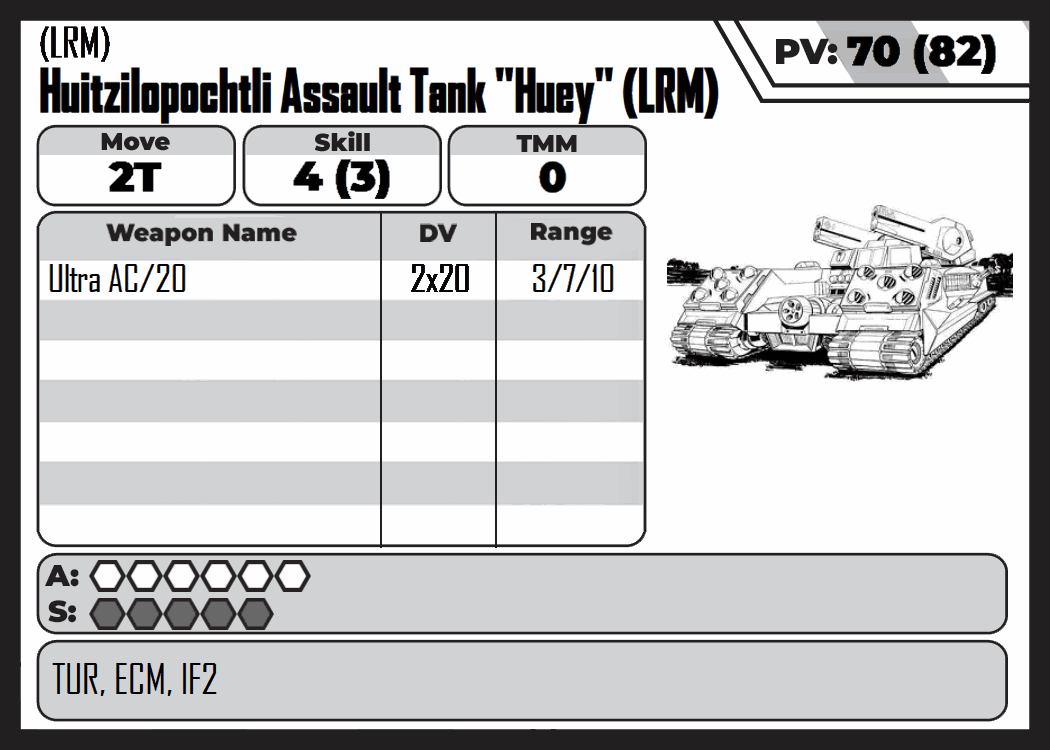 (LRM)
PV: 70 (82)
Huitzilopochtli Assault Tank "Huey" (LRM)
Move
2T
Skill
4 (3)
TMM
0
Weapon Name DV Range
Ultra AC/20 2x20 3/7/10
A:
S:
TUR, ECM, IF2